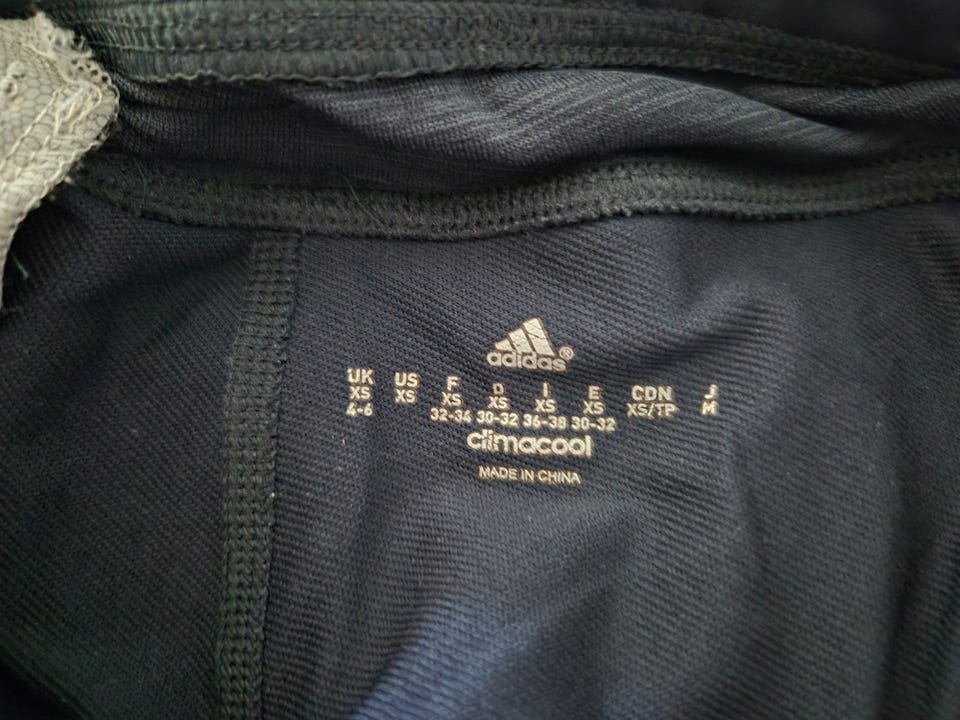 adidas®
UK US F D I E CDN J
XS XS XS XS XS XS XS/TP M
4-6 32-34 30-32 36-38 30-32
climacool
MADE IN CHINA